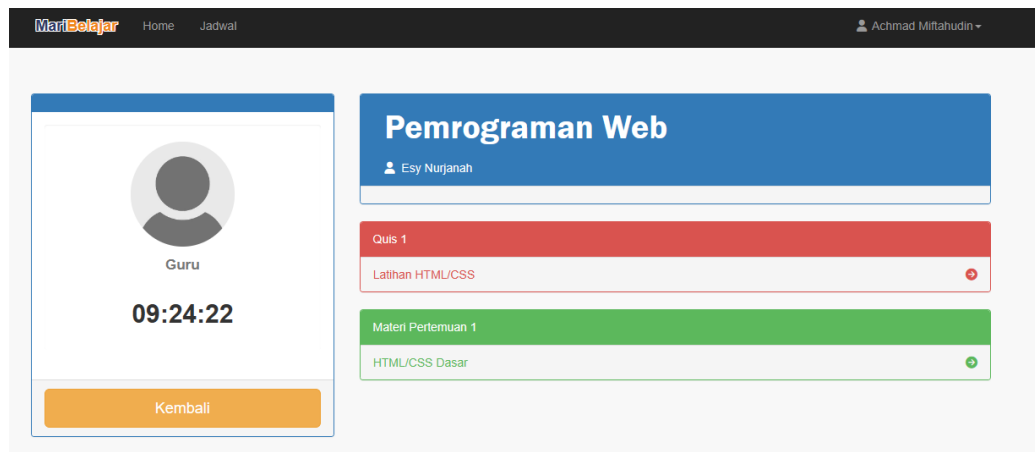 MariBelajar Home Jadwal Achmad Miftahudin
Guru
09:24:22
Kembali
Pemrograman Web
Esy Nurjanah
Quis 1
Latihan HTML/CSS
Materi Pertemuan 1
HTML/CSS Dasar